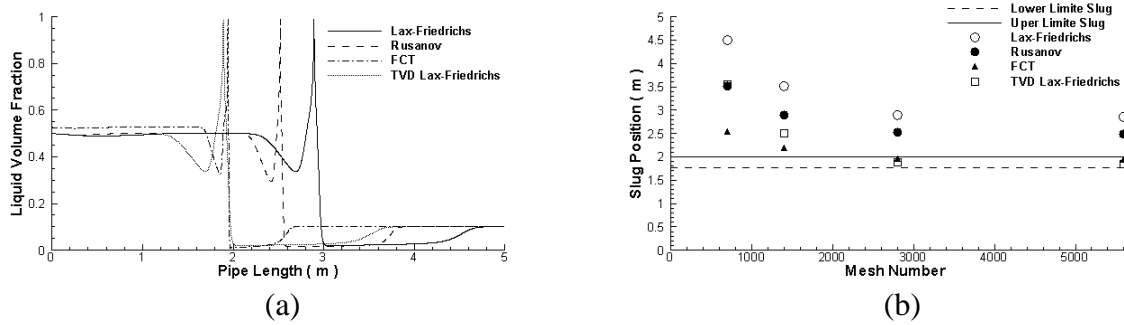 Liquid Volume Fraction
1
0.8
0.6
0.4
0.2
0
0
1
2
3
4
5
Pipe Length ( m )
Lax-Friedrichs
Rusanov
FCT
TVD Lax-Friedrichs
(a)
Lower Limite Slug
Uper Limite Slug
Lax-Friedrichs
Rusanov
FCT
TVD Lax-Friedrichs
Slug Position ( m )
5
4.5
4
3.5
3
2.5
2
1.5
1
0.5
0
0
1000
2000
3000
4000
5000
Mesh Number
(b)